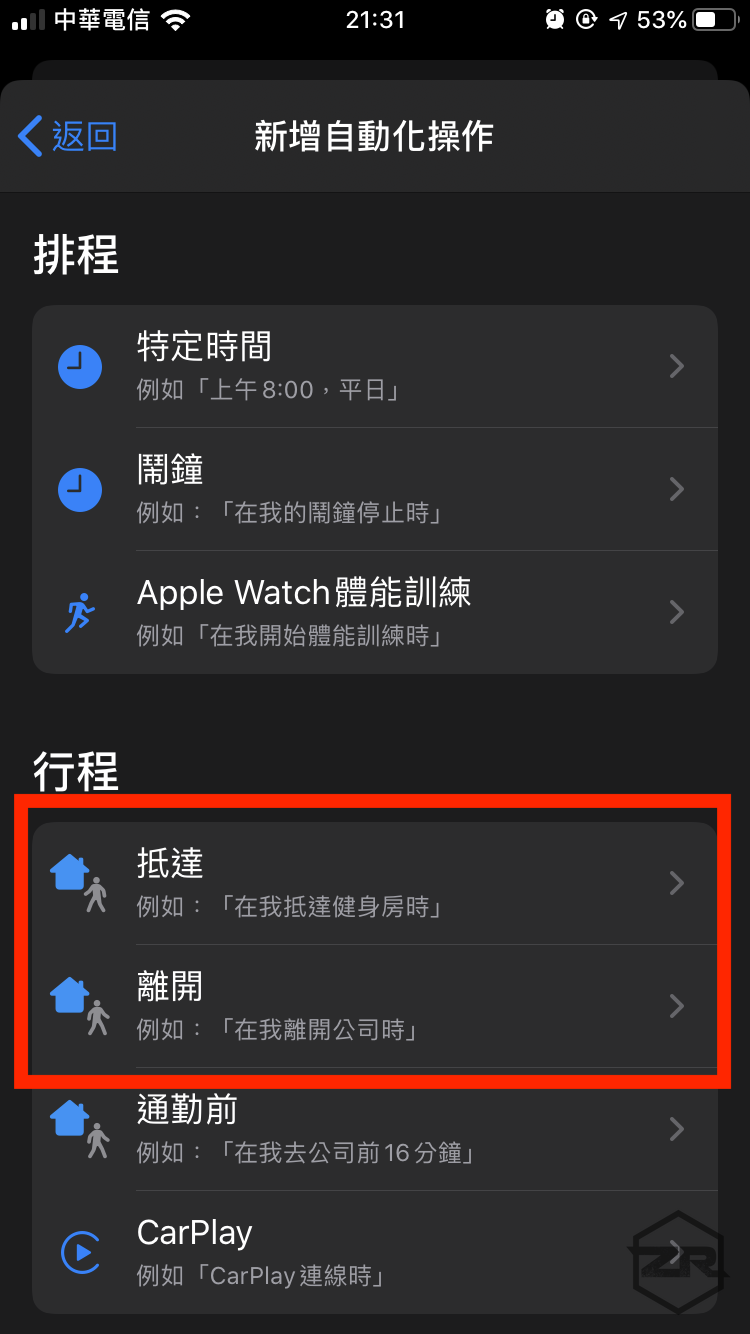 中華電信 21:31 53%
返回 新增自動化操作
排程
特定時間
例如「上午8:00，平日」
鬧鐘
例如：「在我的鬧鐘停止時」
Apple Watch體能訓練
例如「在我開始體能訓練時」
行程
抵達
例如：「在我抵達健身房時」
離開
例如：「在我離開公司時」
通勤前
例如：「在我去公司前16分鐘」
CarPlay
例如「CarPlay連線時」
ZR